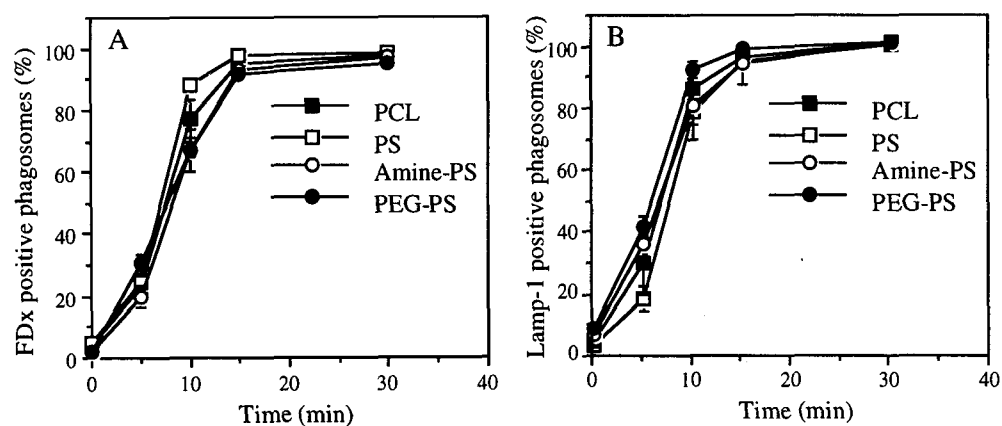 A
FDx positive phagosomes (%)
100
80
60
40
20
0
PCL
PS
Amine-PS
PEG-PS
0 10 20 30 40
Time (min)
B
Lamp-1 positive phagosomes (%)
100
80
60
40
20
0
PCL
PS
Amine-PS
PEG-PS
0 10 20 30 40
Time (min)